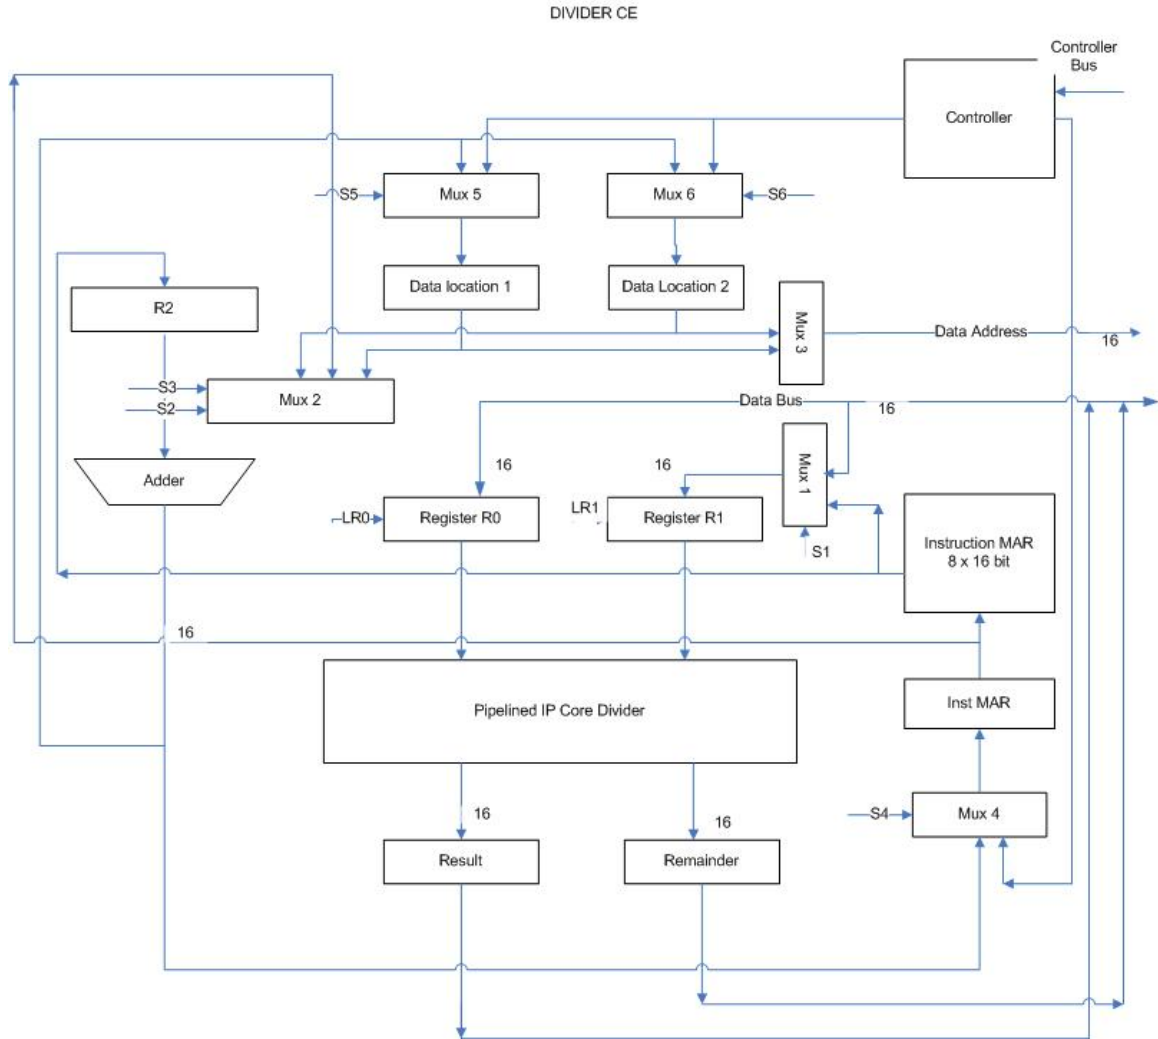 DIVIDER CE
Controller
Bus
Controller
S5
Mux 5
Mux 6
S6
Data location 1
Data Location 2
R2
Mux 3
Data Address
16
S3
S2
Mux 2
Data Bus
16
Mux 1
16
16
Adder
LR0
Register R0
LR1
Register R1
S1
Instruction MAR
8 x 16 bit
16
Pipelined IP Core Divider
Inst MAR
16
16
S4
Mux 4
Result
Remainder